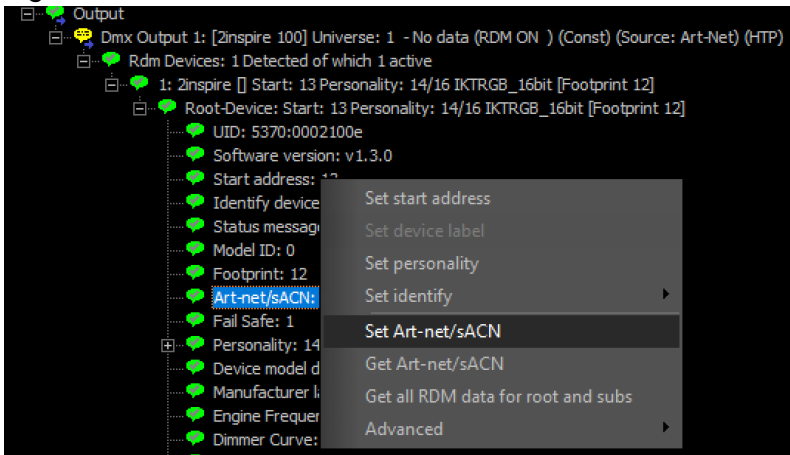 Output
Dmx Output 1: [2inspire 100] Universe: 1 - No data (RDM ON ) (Const) (Source: Art-Net) (HTP)
Rdm Devices: 1 Detected of which 1 active
1: 2inspire [] Start: 13 Personality: 14/16 IKTRGB_16bit [Footprint 12]
Root-Device: Start: 13 Personality: 14/16 IKTRGB_16bit [Footprint 12]
UID: 5370:0002100e
Software version: v1.3.0
Start address:
Identify device
Status messag
Model ID: 0
Footprint: 12
Art-net/sACN:
Fail Safe: 1
Personality: 14
Device model d
Manufacturer l
Engine Frequer
Dimmer Curve:
Set start address
Set device label
Set personality
Set identify
Set Art-net/sACN
Get Art-net/sACN
Get all RDM data for root and subs
Advanced